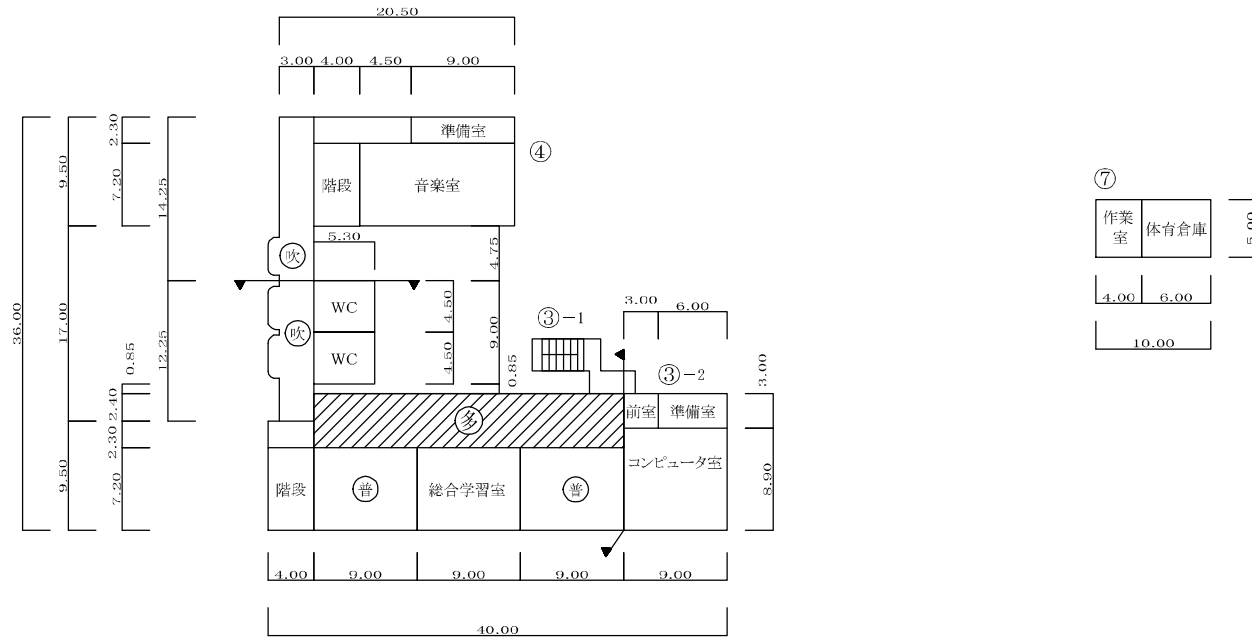 20.50
3.00 4.00 4.50 9.00
2.30
準備室
④
9.50
7.20
14.25
階段
音楽室
⑦
作業室
体育倉庫
5.00
5.30
4.75
吹
4.00 6.00
10.00
36.00
17.00
12.25
WC
4.50
9.00
3.00 6.00
③-1
吹
WC
4.50
0.85
0.85
③-2
3.00
2.40
多
前室
準備室
2.30
コンピュータ室
9.50
7.20
階段
普
総合学習室
普
8.90
4.00 9.00 9.00 9.00 9.00
40.00